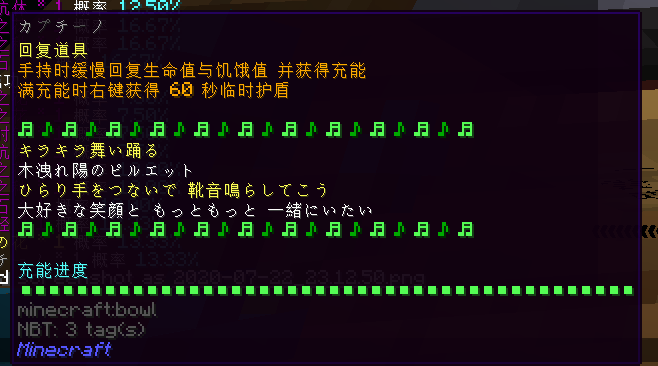 概率 12.50%
カプチーノ
回复道具
手持时缓慢回复生命值与饥饿值 并获得充能
满充能时右键获得 60 秒临时护盾
♫ ♪ ♫ ♪ ♫ ♪ ♫ ♪ ♫ ♪ ♫ ♪ ♫ ♪ ♫ ♪ ♫ ♪ ♫ ♪ ♫
キラキラ舞い踊る
木洩れ陽のピルエット
ひらり手をつないで 靴音鳴らしてこう
大好きな笑顔と もっともっと 一緒にいたい
♫ ♪ ♫ ♪ ♫ ♪ ♫ ♪ ♫ ♪ ♫ ♪ ♫ ♪ ♫ ♪ ♫ ♪ ♫ ♪ ♫
充能进度
minecraft:bowl
NBT: 3 tag(s)
Minecraft